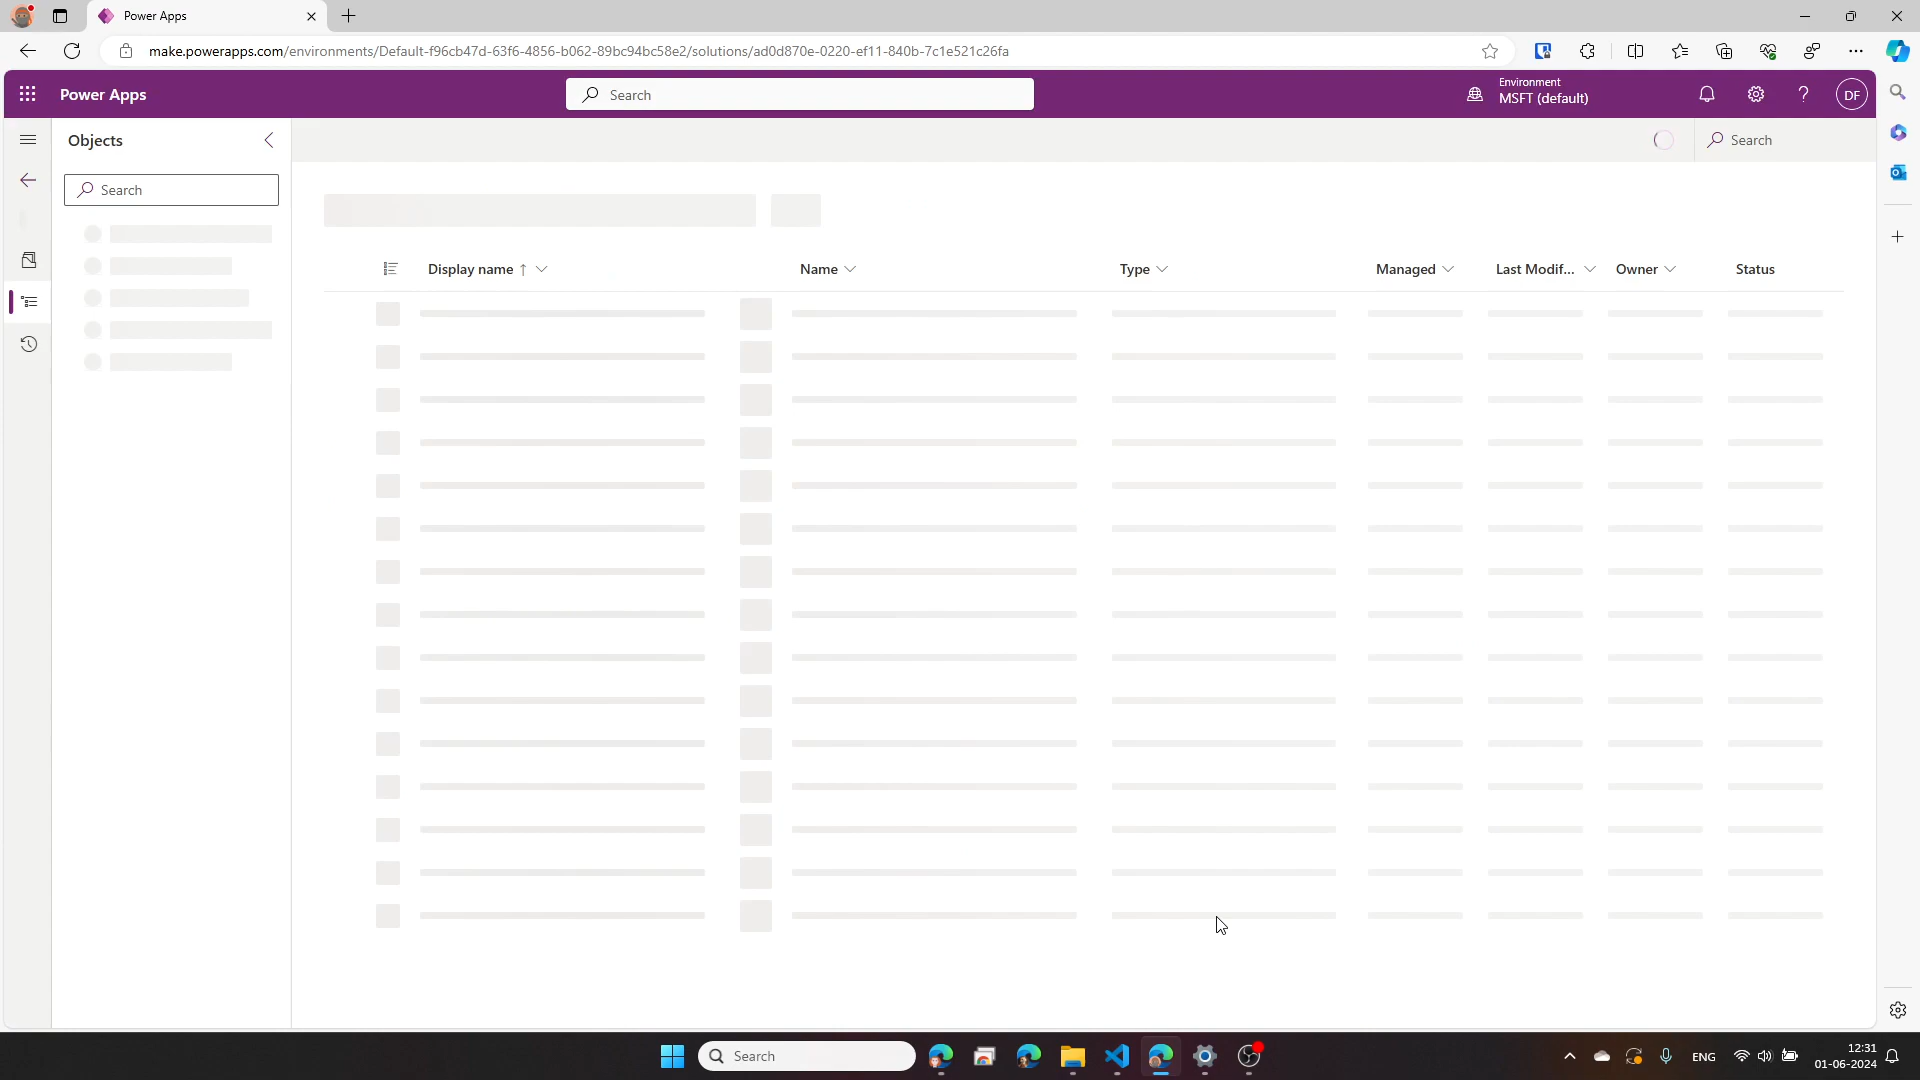 Power Apps
make.powerapps.com/environments/Default-f96cb47d-63f6-4856-b062-89bc94bc58e2/solutions/ad0d870e-0220-ef11-840b-7c1e521c26fa
Power Apps
Search
Environment
MSFT (default)
DF
Objects
Search
Search
Display name
Name
Type
Managed
Last Modif...
Owner
Status
Search
ENG
12:31
01-06-2024